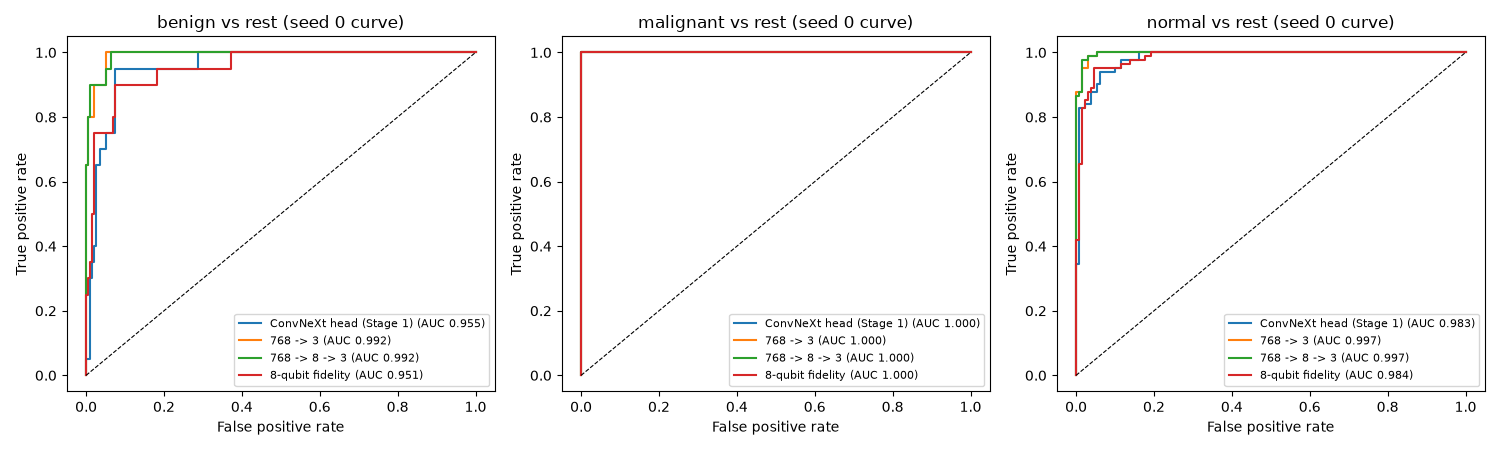 benign vs rest (seed 0 curve)
True positive rate
1.0
0.8
0.6
0.4
0.2
0.0
ConvNeXt head (Stage 1) (AUC 0.955)
768 -> 3 (AUC 0.992)
768 -> 8 -> 3 (AUC 0.992)
8-qubit fidelity (AUC 0.951)
0.0 0.2 0.4 0.6 0.8 1.0
False positive rate
malignant vs rest (seed 0 curve)
True positive rate
1.0
0.8
0.6
0.4
0.2
0.0
ConvNeXt head (Stage 1) (AUC 1.000)
768 -> 3 (AUC 1.000)
768 -> 8 -> 3 (AUC 1.000)
8-qubit fidelity (AUC 1.000)
0.0 0.2 0.4 0.6 0.8 1.0
False positive rate
normal vs rest (seed 0 curve)
True positive rate
1.0
0.8
0.6
0.4
0.2
0.0
ConvNeXt head (Stage 1) (AUC 0.983)
768 -> 3 (AUC 0.997)
768 -> 8 -> 3 (AUC 0.997)
8-qubit fidelity (AUC 0.984)
0.0 0.2 0.4 0.6 0.8 1.0
False positive rate